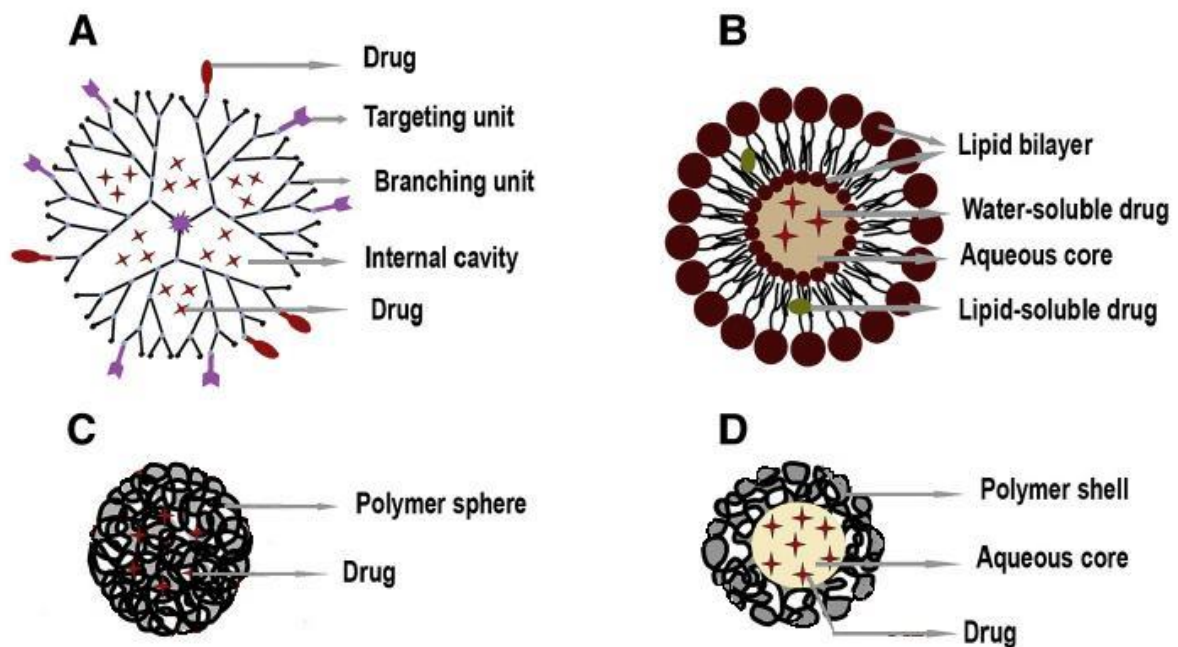 A
Drug
Targeting unit
Branching unit
Internal cavity
Drug
B
Lipid bilayer
Water-soluble drug
Aqueous core
Lipid-soluble drug
C
Polymer sphere
Drug
D
Polymer shell
Aqueous core
Drug